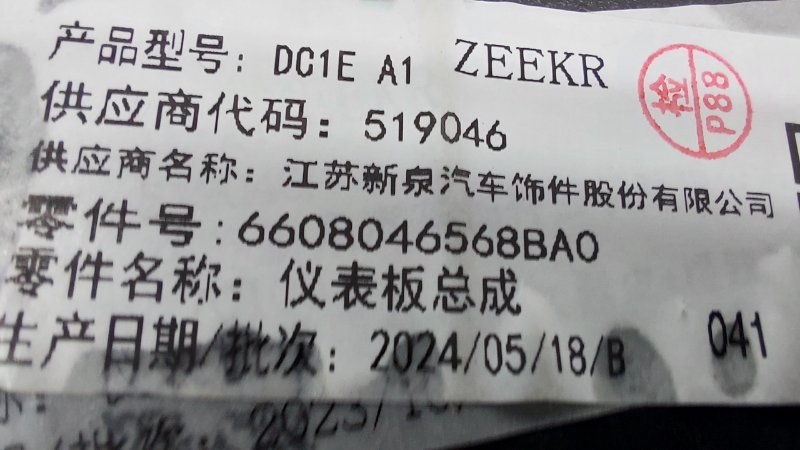 产品型号: DC1E A1 ZEEKR
检 P88
供应商代码: 519046
供应商名称: 江苏新泉汽车饰件股份有限公司
零件号:6608046568BA0
零件名称: 仪表板总成
生产日期/批次: 2024/05/18/B 041